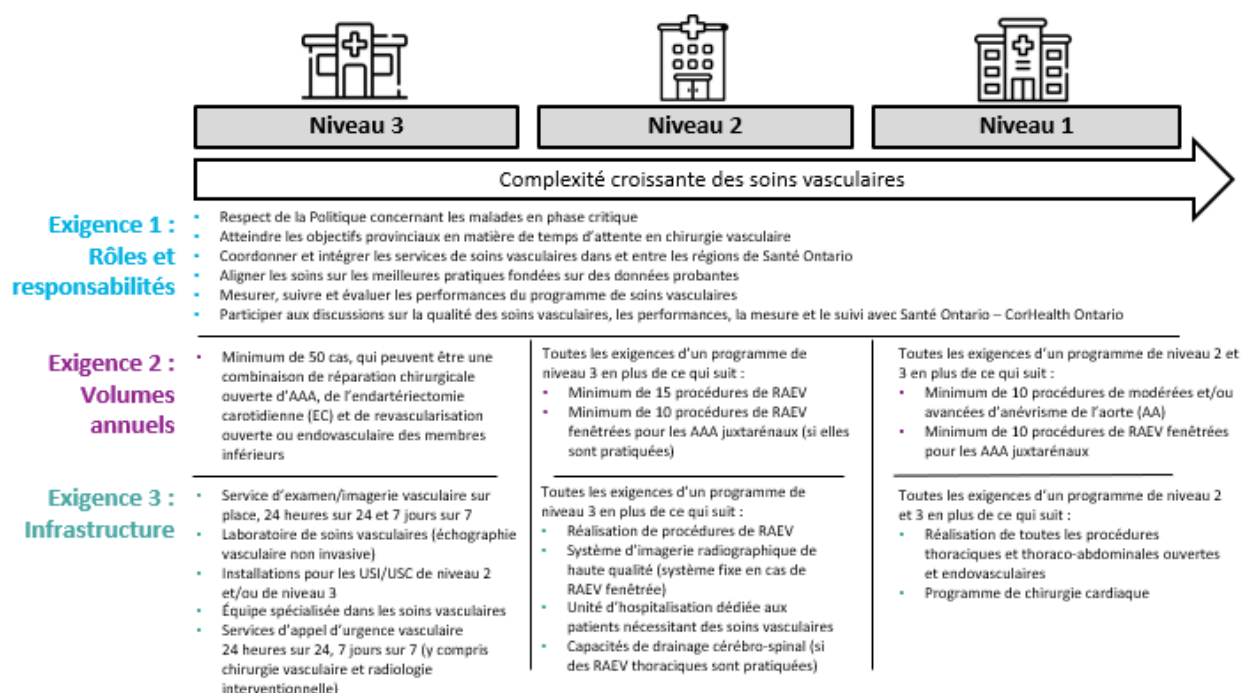 Niveau 3
Niveau 2
Niveau 1
Complexité croissante des soins vasculaires
Exigence 1 :
Rôles et
responsabilités
Respect de la Politique concernant les malades en phase critique
Atteindre les objectifs provinciaux en matière de temps d'attente en chirurgie vasculaire
Coordonner et intégrer les services de soins vasculaires dans et entre les régions de Santé Ontario
Aligner les soins sur les meilleures pratiques fondées sur des données probantes
Mesurer, suivre et évaluer les performances du programme de soins vasculaires
Participer aux discussions sur la qualité des soins vasculaires, les performances, la mesure et le suivi avec Santé Ontario – CorHealth Ontario
Exigence 2 :
Volumes
annuels
Minimum de 50 cas, qui peuvent être une
combinaison de réparation chirurgicale
ouverte d'AAA, de l'endartériectomie
carotidienne (EC) et de revascularisation
ouverte ou endovasculaire des membres
inférieurs
Toutes les exigences d'un programme de
niveau 3 en plus de ce qui suit :
Minimum de 15 procédures de RAEV
Minimum de 10 procédures de RAEV
fenêtrées pour les AAA juxtarénaux (si elles
sont pratiquées)
Toutes les exigences d'un programme de niveau 2 et
3 en plus de ce qui suit :
Minimum de 10 procédures de modérées et/ou
avancées d'anévrisme de l'aorte (AA)
Minimum de 10 procédures de RAEV fenêtrées
pour les AAA juxtarénaux
Exigence 3 :
Infrastructure
Service d'examen/imagerie vasculaire sur
place, 24 heures sur 24 et 7 jours sur 7
Laboratoire de soins vasculaires (échographie
vasculaire non invasive)
Installations pour les USI/USC de niveau 2
et/ou de niveau 3
Équipe spécialisée dans les soins vasculaires
Services d'appel d'urgence vasculaire
24 heures sur 24, 7 jours sur 7 (y compris
chirurgie vasculaire et radiologie
interventionnelle)
Toutes les exigences d'un programme de
niveau 3 en plus de ce qui suit :
Réalisation de procédures de RAEV
Système d'imagerie radiographique de
haute qualité (système fixe en cas de
RAEV fenêtrée)
Unité d'hospitalisation dédiée aux
patients nécessitant des soins vasculaires
Capacités de drainage cérébro-spinal (si
des RAEV thoraciques sont pratiquées)
Toutes les exigences d'un programme de niveau 2
et 3 en plus de ce qui suit :
Réalisation de toutes les procédures
thoraciques et thoraco-abdominales ouvertes
et endovasculaires
Programme de chirurgie cardiaque